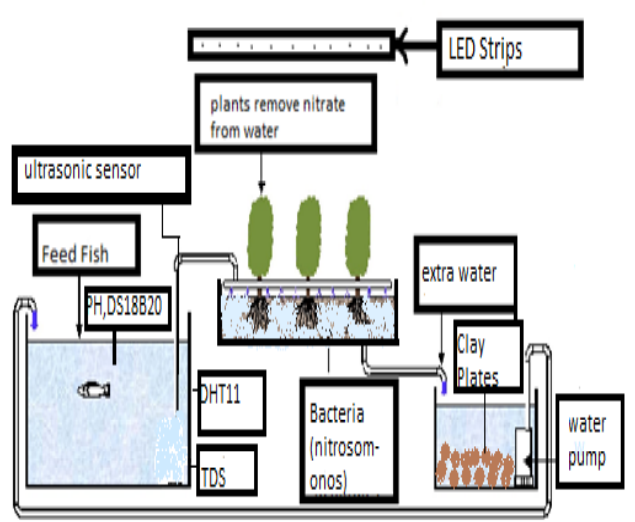 LED Strips
plants remove nitrate
from water
ultrasonic sensor
Feed Fish
PH,DS18B20
extra water
Clay
Plates
DHT11
TDS
Bacteria
(nitrosom-
onos)
water
pump